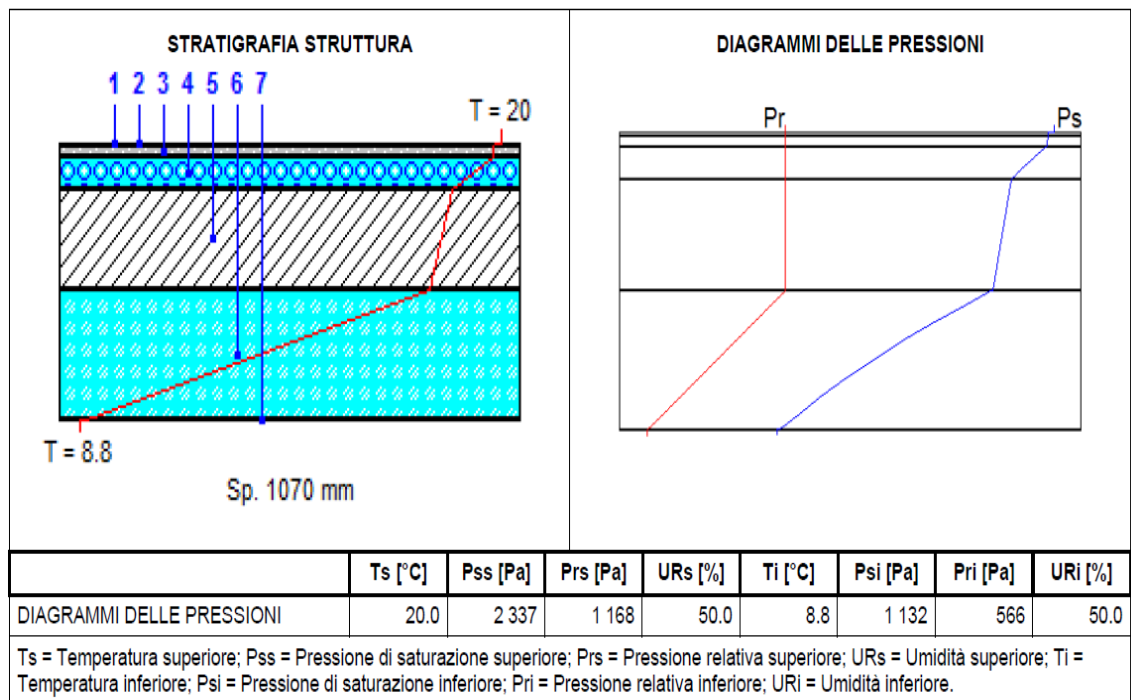 STRATIGRAFIA STRUTTURA
1 2 3 4 5 6 7
T = 20
T = 8.8
Sp. 1070 mm
DIAGRAMMI DELLE PRESSIONI
Pr
Ps
Ts [°C] Pss [Pa] Prs [Pa] URs [%] Ti [°C] Psi [Pa] Pri [Pa] URi [%]
DIAGRAMMI DELLE PRESSIONI 20.0 2 337 1 168 50.0 8.8 1 132 566 50.0
Ts = Temperatura superiore; Pss = Pressione di saturazione superiore; Prs = Pressione relativa superiore; URs = Umidità superiore; Ti =
Temperatura inferiore; Psi = Pressione di saturazione inferiore; Pri = Pressione relativa inferiore; URi = Umidità inferiore.